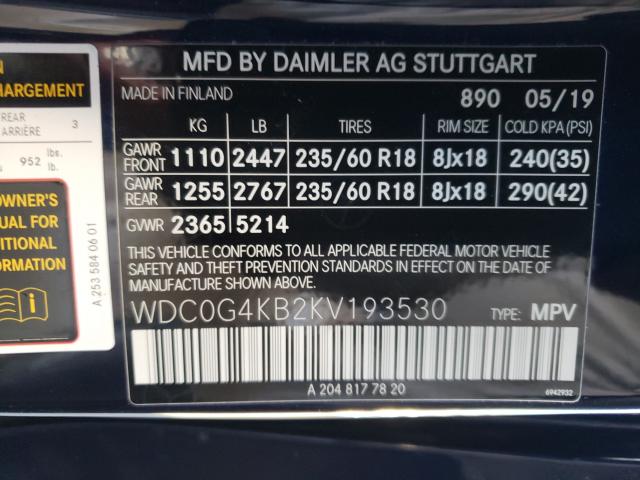 N
HARGEMENT
REAR
ARRIÈRE 3
952 lbs.
lb.
OWNER'S
NUAL FOR
DITIONAL
ORMATION
i
A 253 584 06 01
MFD BY DAIMLER AG STUTTGART
MADE IN FINLAND 890 05/19
KG LB TIRES RIM SIZE COLD KPA (PSI)
GAWR FRONT 1110 2447 235/60 R18 8Jx18 240(35)
GAWR REAR 1255 2767 235/60 R18 8Jx18 290(42)
GVWR 2365 5214
THIS VEHICLE CONFORMS TO ALL APPLICABLE FEDERAL MOTOR VEHICLE
SAFETY AND THEFT PREVENTION STANDARDS IN EFFECT ON THE DATE OF
MANUFACTURE SHOWN ABOVE.
WDC0G4KB2KV193530 TYPE: MPV
A 204 817 78 20
6942932